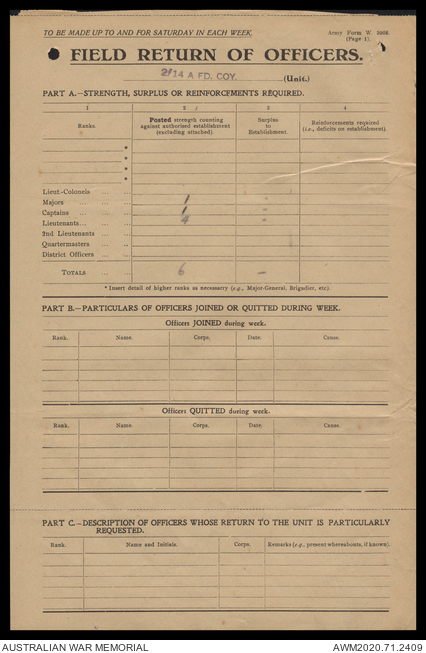 TO BE MADE UP TO AND FOR SATURDAY IN EACH WEEK.
Army Form W. 3008.
(Page 1).
FIELD RETURN OF OFFICERS.
2/14 A FD. COY. (Unit.)
PART A.—STRENGTH, SURPLUS OR REINFORCEMENTS REQUIRED.
1 2 3 4
Ranks.
Posted strength counting
against authorized establishment
(excluding attached).
Surplus
to
Establishment.
Reinforcements required
(i.e., deficits on establishment).
*
*
*
*
Lieut-Colonels ... ...
Majors ... ... 1 -
Captains ... ... 1 -
Lieutenants... ... 4 -
2nd Lieutenants ... ...
Quartermasters ... ...
District Officers ... ...
TOTALS ... 6 —
* Insert detail of higher ranks as necessary (e.g., Major-General, Brigadier, etc).
PART B.—PARTICULARS OF OFFICERS JOINED OR QUITTED DURING WEEK.
Officers JOINED during week.
Rank. Name. Corps. Date. Cause.
Officers QUITTED during week.
Rank. Name. Corps. Date. Cause.
PART C.—DESCRIPTION OF OFFICERS WHOSE RETURN TO THE UNIT IS PARTICULARLY
REQUESTED.
Rank. Name and Initials. Corps. Remarks (e.g., present whereabouts, if known).
AUSTRALIAN WAR MEMORIAL AWM2020.71.2409